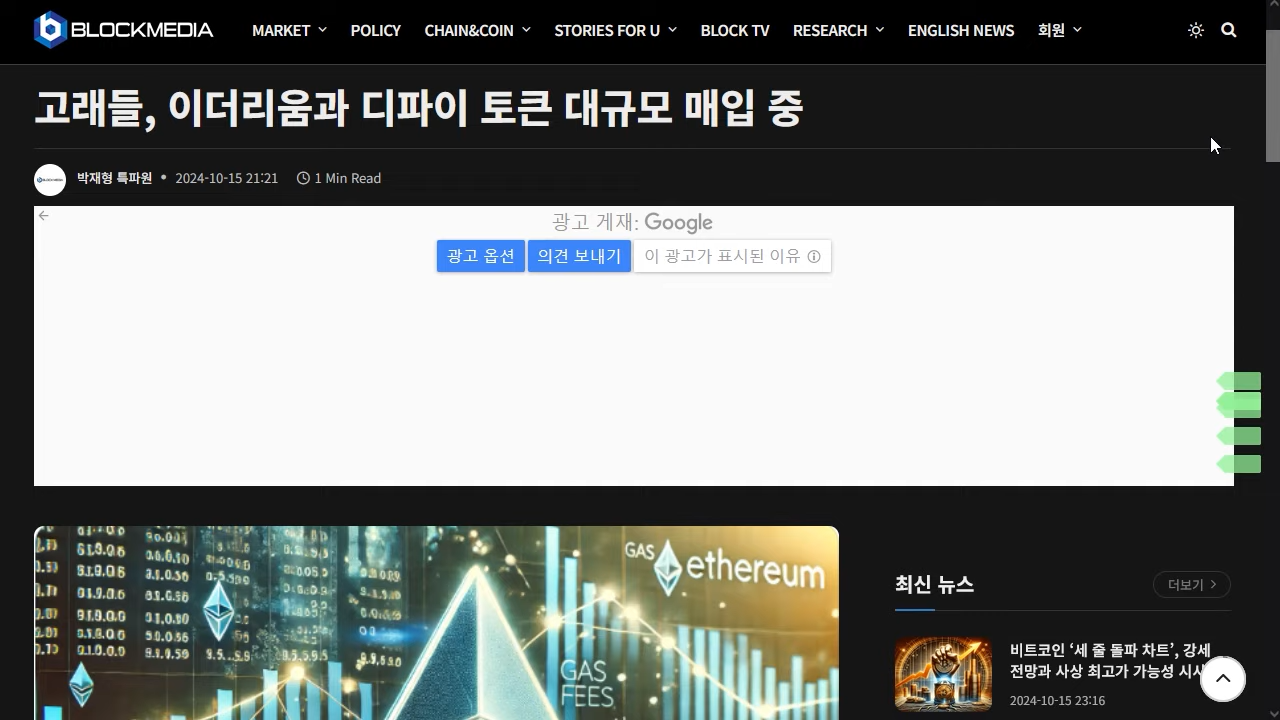 BLOCKMEDIA
MARKET POLICY CHAIN&COIN STORIES FOR U BLOCK TV RESEARCH ENGLISH NEWS 회원
고래들, 이더리움과 디파이 토큰 대규모 매입 중
박재형 특파원 • 2024-10-15 21:21 1 Min Read
광고 게재: Google
광고 옵션 의견 보내기 이 광고가 표시된 이유
GAS ethereum
GAS
FEES
최신 뉴스 더보기
비트코인 ‘세 줄 돌파 차트’, 강세
전망과 사상 최고가 가능성 시사
2024-10-15 23:16